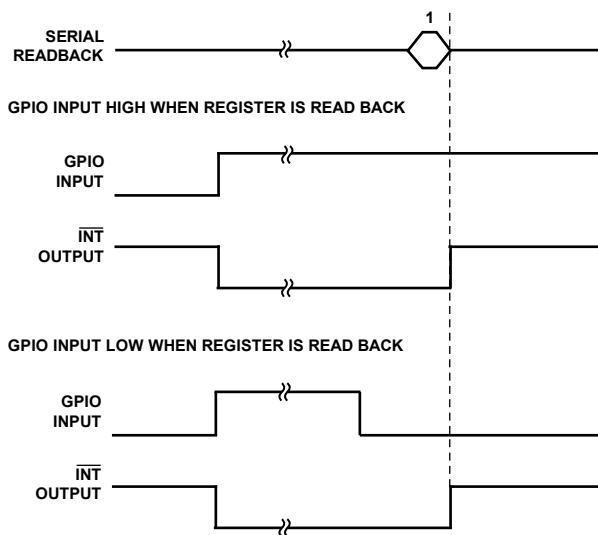 1
SERIAL
READBACK
GPIO INPUT HIGH WHEN REGISTER IS READ BACK
GPIO
INPUT
INT
OUTPUT
GPIO INPUT LOW WHEN REGISTER IS READ BACK
GPIO
INPUT
INT
OUTPUT